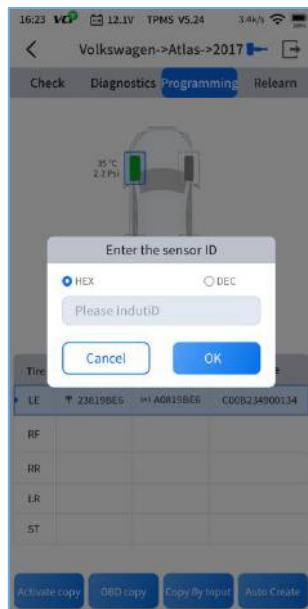 16:23 VCP 12.1V TPMS V5.24 3.4k/s
Volkswagen->Atlas->2017
Check Diagnostics Programming Relearn
35 °C
2.2 Psi
Enter the sensor ID
HEX DEC
Please indutiD
Cancel OK
Tire
LE 23819BE6 A0819BE6 C00B234900134
RF
RR
LR
ST
Activate copy OBD copy Copy By Input Auto Create